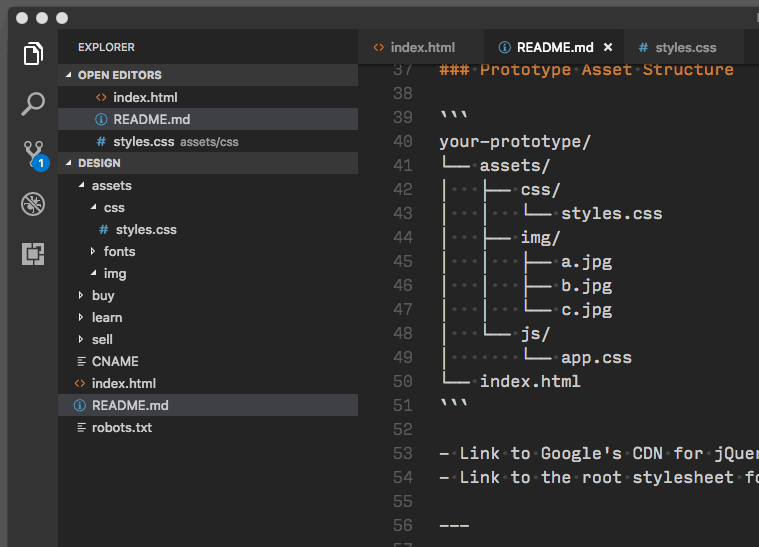 EXPLORER
OPEN EDITORS
index.html
README.md
styles.css assets/css
1
DESIGN
assets
css
styles.css
fonts
img
buy
learn
sell
CNAME
index.html
README.md
robots.txt
index.html
README.md
styles.css
37 ### Prototype Asset Structure
38
39 ```
40 your-prototype/
41 └── assets/
42 │   ├── css/
43 │   │   └── styles.css
44 │   ├── img/
45 │   │   ├── a.jpg
46 │   │   ├── b.jpg
47 │   │   └── c.jpg
48 │   └── js/
49 │       └── app.css
50 └── index.html
51 ```
52
53 - Link to Google's CDN for jQuer
54 - Link to the root stylesheet fo
55
56 ---
57